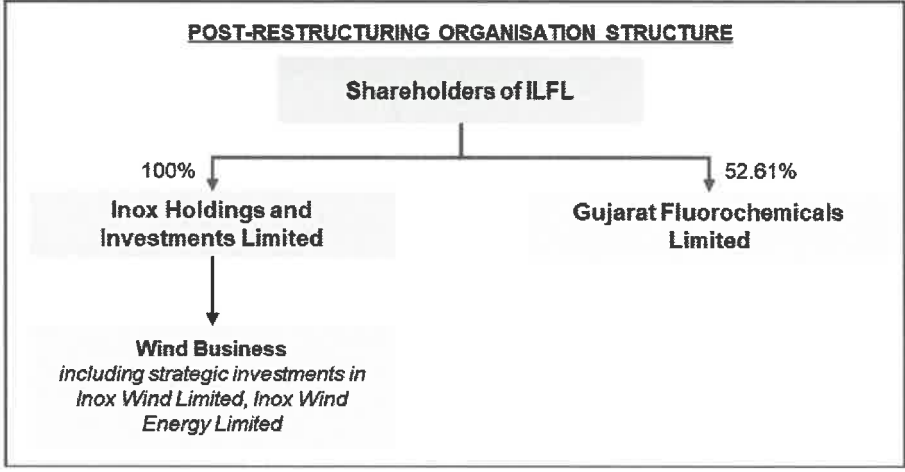 POST-RESTRUCTURING ORGANISATION STRUCTURE
Shareholders of ILFL
100%
52.61%
Inox Holdings and
Investments Limited
Gujarat Fluorochemicals
Limited
Wind Business
including strategic investments in
Inox Wind Limited, Inox Wind
Energy Limited